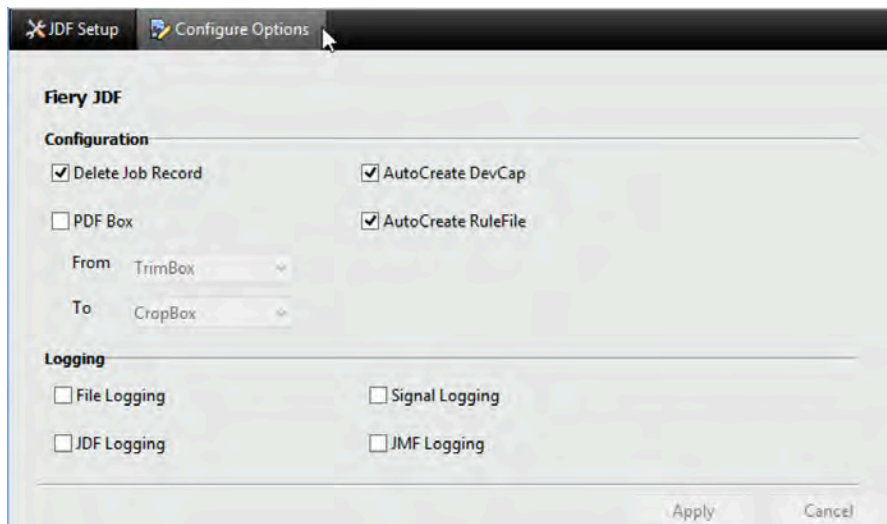 JDF Setup Configure Options
Fiery JDF
Configuration
Delete Job Record AutoCreate DevCap
PDF Box AutoCreate RuleFile
From TrimBox
To CropBox
Logging
File Logging Signal Logging
JDF Logging JMF Logging
Apply Cancel